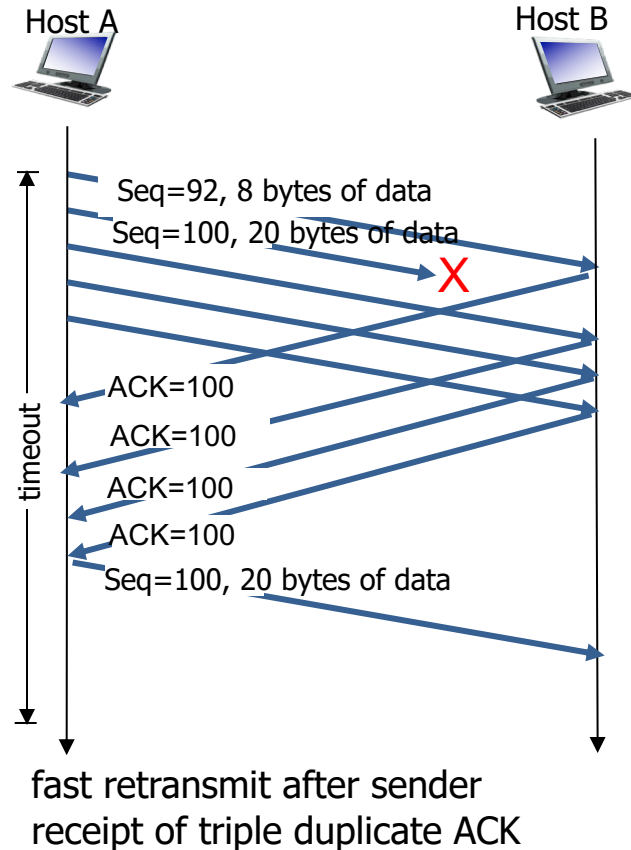 Host A
Host B
Seq=92, 8 bytes of data
Seq=100, 20 bytes of data
X
timeout
ACK=100
ACK=100
ACK=100
ACK=100
Seq=100, 20 bytes of data
fast retransmit after sender
receipt of triple duplicate ACK